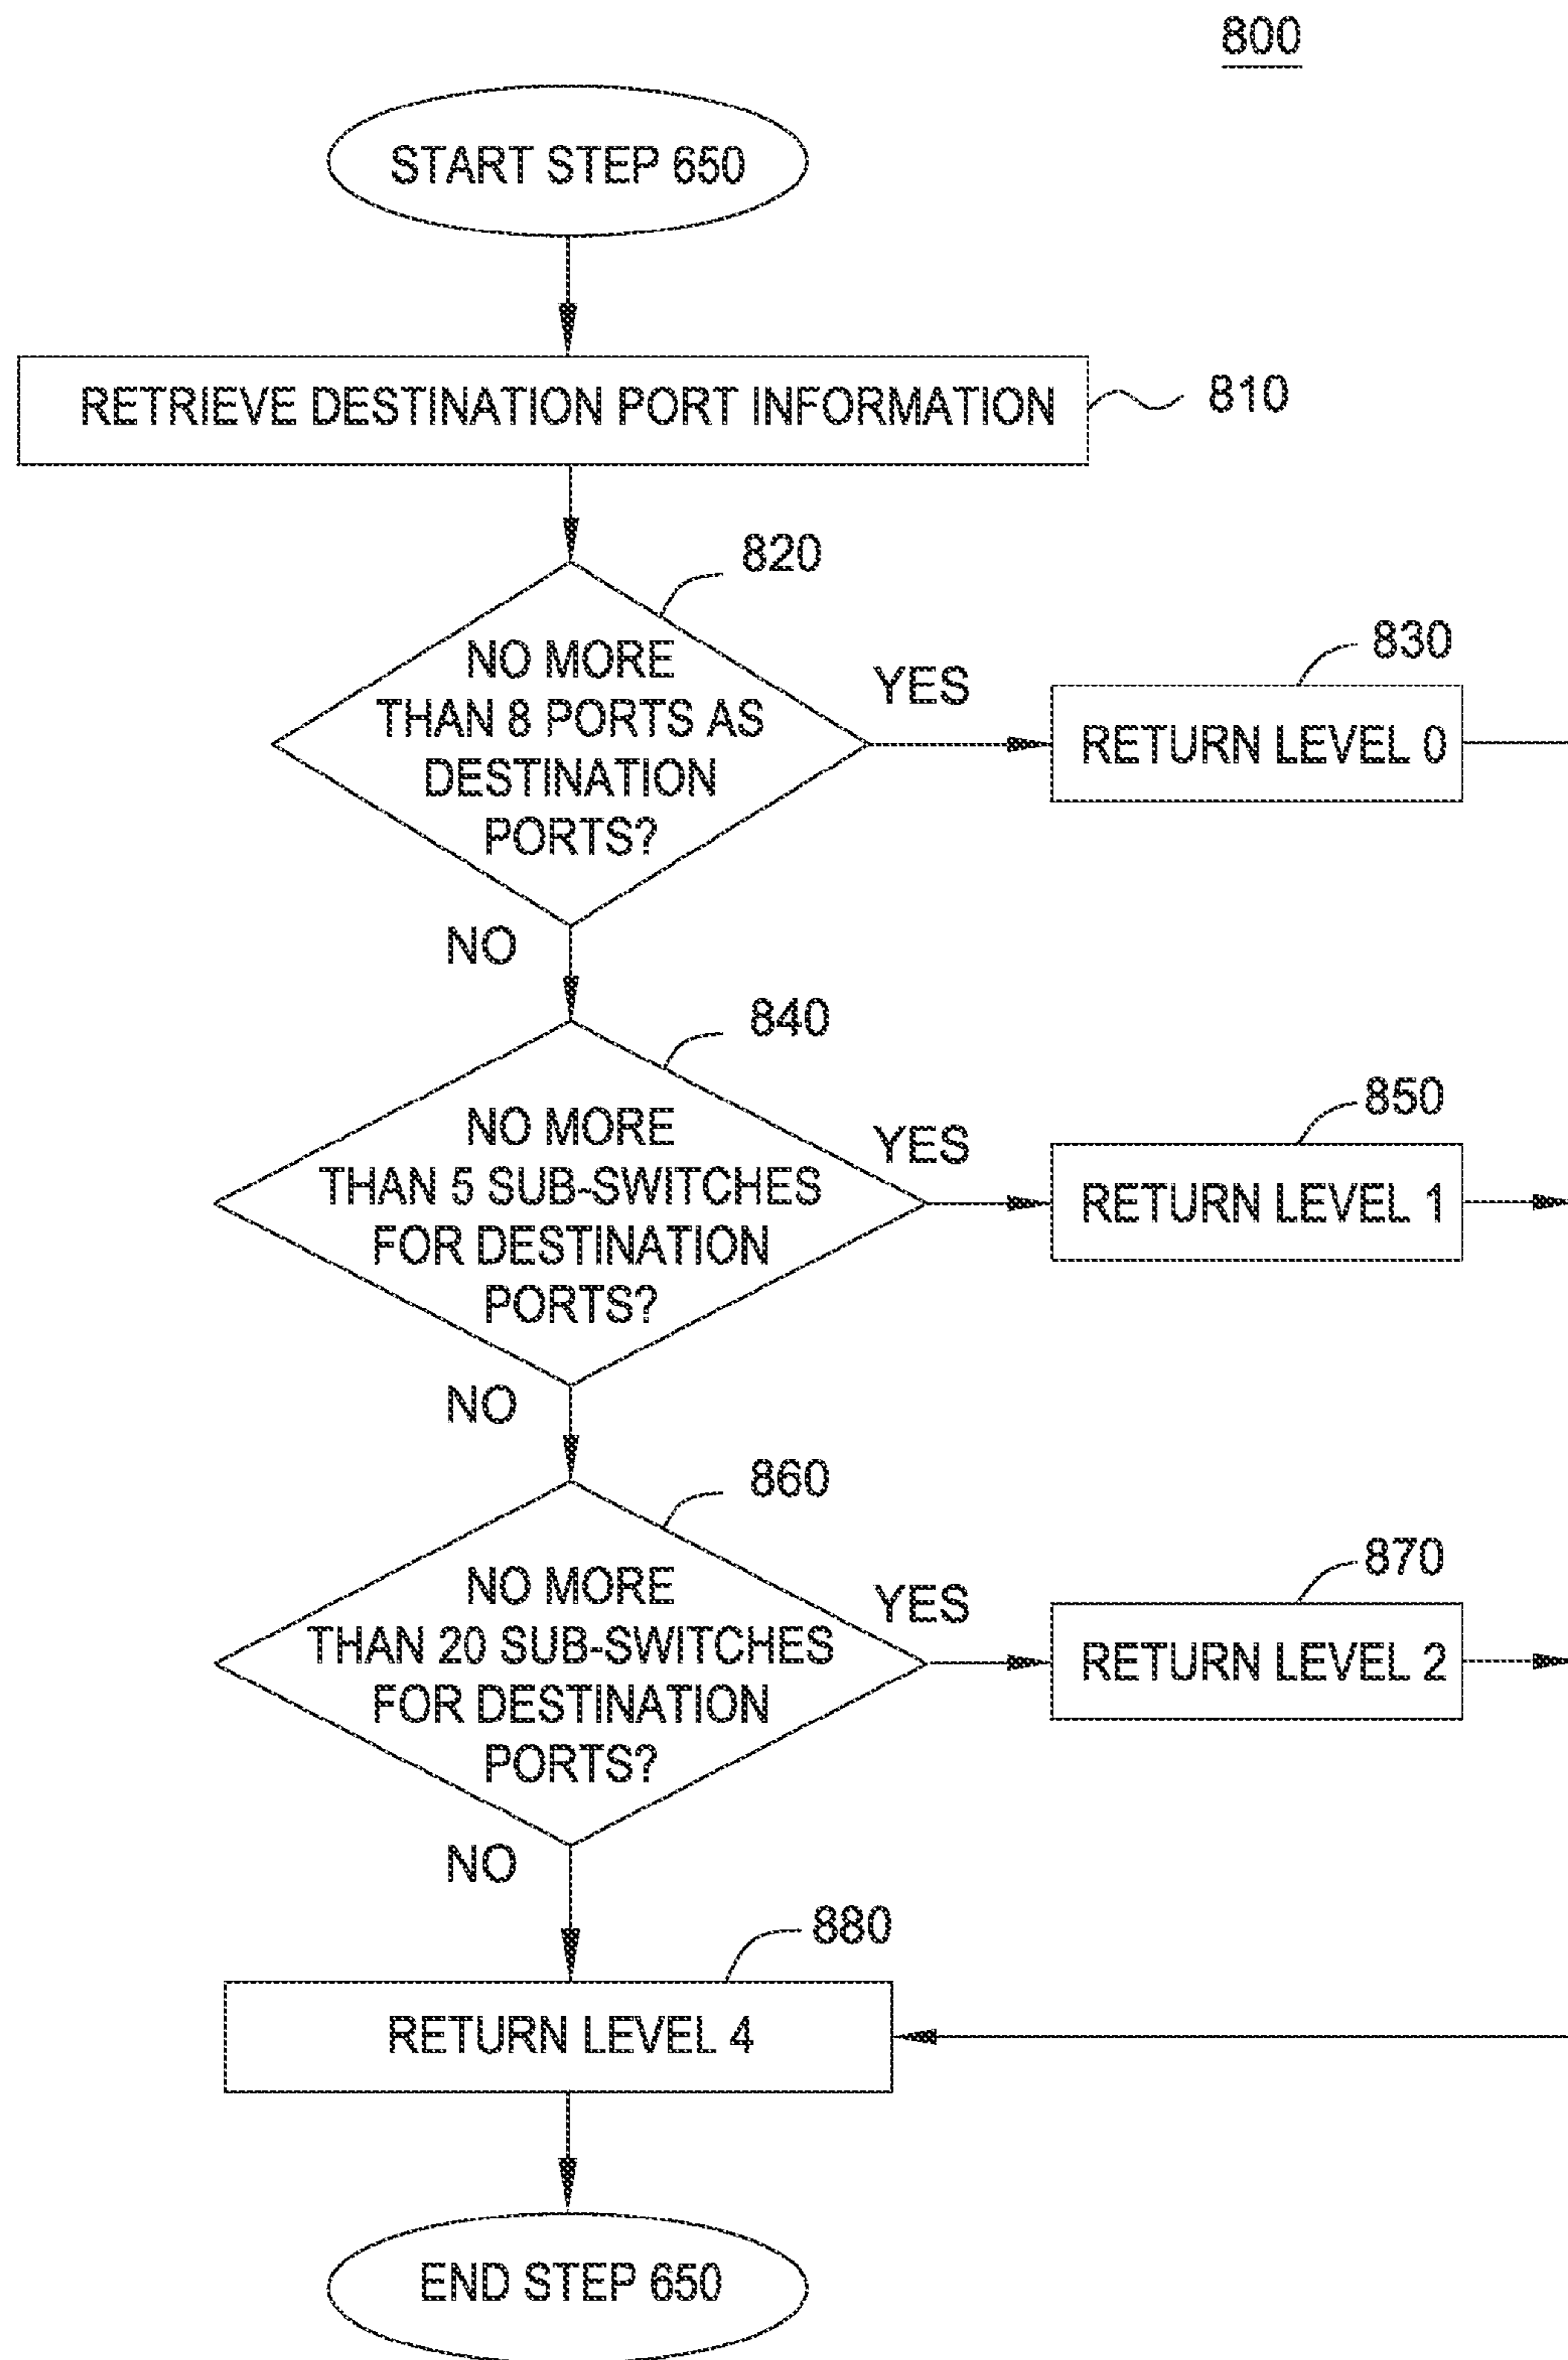 800
START STEP 650
RETRIEVE DESTINATION PORT INFORMATION
810
820
NO MORE
THAN 8 PORTS AS
DESTINATION
PORTS?
YES
830
RETURN LEVEL 0
NO
840
NO MORE
THAN 5 SUB-SWITCHES
FOR DESTINATION
PORTS?
YES
850
RETURN LEVEL 1
NO
860
NO MORE
THAN 20 SUB-SWITCHES
FOR DESTINATION
PORTS?
YES
870
RETURN LEVEL 2
NO
880
RETURN LEVEL 4
END STEP 650